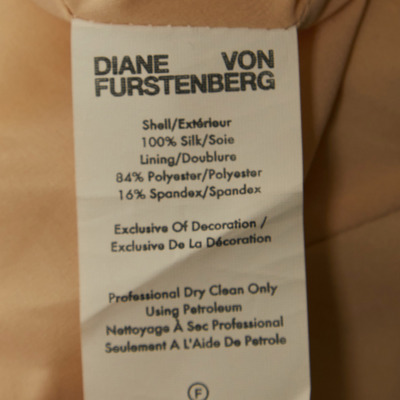 DIANE VON
FURSTENBERG
Shell/Extérieur
100% Silk/Soie
Lining/Doublure
84% Polyester/Polyester
16% Spandex/Spandex
Exclusive Of Decoration /
Exclusive De La Décoration
Professional Dry Clean Only
Using Petroleum
Nettoyage À Sec Professional
Seulement A L'Aide De Petrole
F